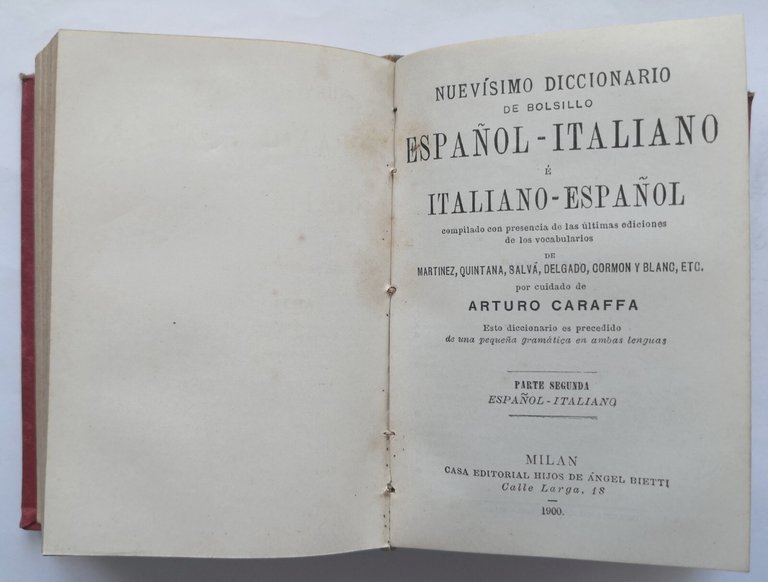 NUEVÍSIMO DICCIONARIO
DE BOLSILLO
ESPAÑOL-ITALIANO
É
ITALIANO-ESPAÑOL
compilado con presencia de las últimas ediciones
de los vocabularios
DE
MARTINEZ, QUINTANA, SALVÁ, DELGADO, CORMON Y BLANC, ETC.
por cuidado de
ARTURO CARAFFA
Esto diccionario es precedido
de una pequeña gramática en ambas lenguas
PARTE SEGUNDA
ESPAÑOL-ITALIANO
MILAN
CASA EDITORIAL HIJOS DE ÁNGEL BIETTI
Calle Larga, 18
1900.